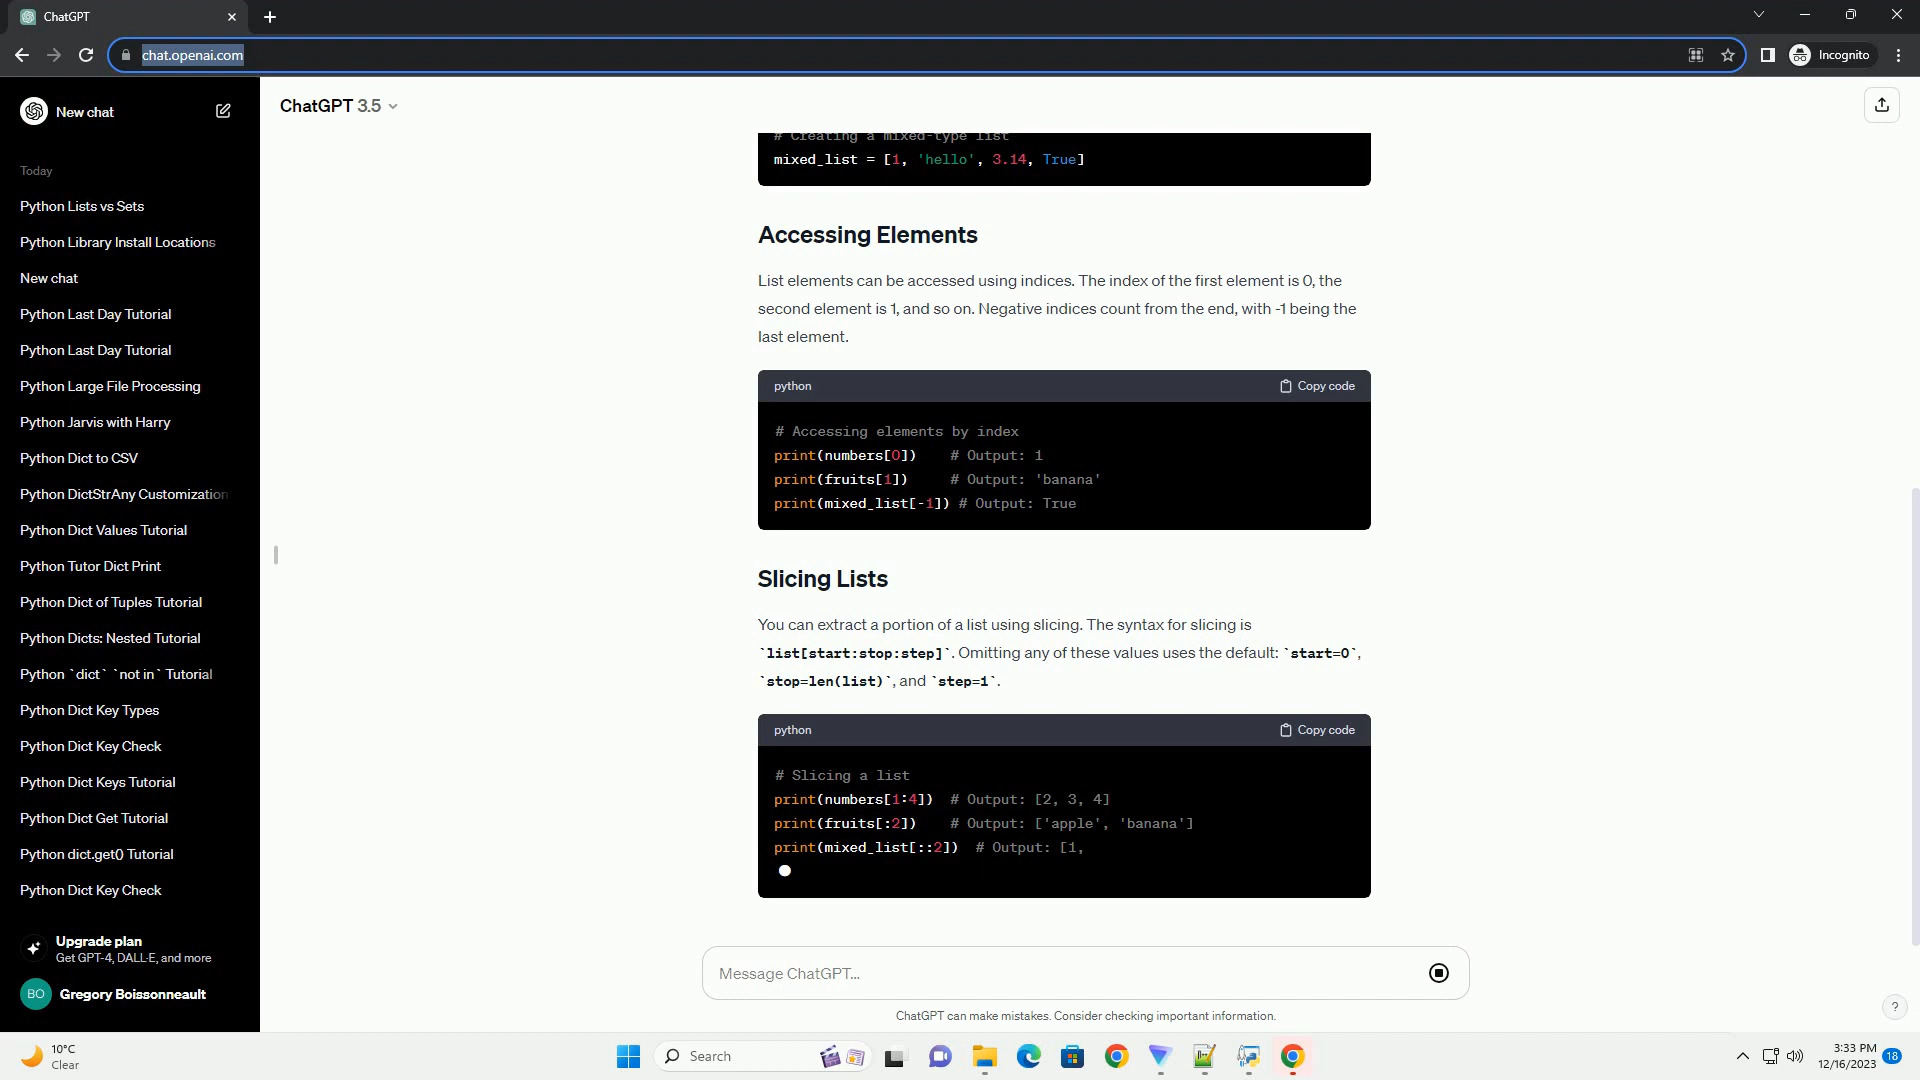 ChatGPT
chat.openai.com
Incognito
New chat
Today
Python Lists vs Sets
Python Library Install Locations
New chat
Python Last Day Tutorial
Python Last Day Tutorial
Python Large File Processing
Python Jarvis with Harry
Python Dict to CSV
Python DictStrAny Customization
Python Dict Values Tutorial
Python Tutor Dict Print
Python Dict of Tuples Tutorial
Python Dicts: Nested Tutorial
Python `dict` `not in` Tutorial
Python Dict Key Types
Python Dict Key Check
Python Dict Keys Tutorial
Python Dict Get Tutorial
Python dict.get() Tutorial
Python Dict Key Check
Upgrade plan
Get GPT-4, DALL·E, and more
BO
Gregory Boissonneault
ChatGPT 3.5
# Creating a mixed-type list
mixed_list = [1, 'hello', 3.14, True]
Accessing Elements
List elements can be accessed using indices. The index of the first element is 0, the
second element is 1, and so on. Negative indices count from the end, with -1 being the
last element.
python
Copy code
# Accessing elements by index
print(numbers[0])    # Output: 1
print(fruits[1])     # Output: 'banana'
print(mixed_list[-1]) # Output: True
Slicing Lists
You can extract a portion of a list using slicing. The syntax for slicing is
`list[start:stop:step]`. Omitting any of these values uses the default: `start=0`,
`stop=len(list)`, and `step=1`.
python
Copy code
# Slicing a list
print(numbers[1:4])  # Output: [2, 3, 4]
print(fruits[:2])    # Output: ['apple', 'banana']
print(mixed_list[::2])  # Output: [1,
Message ChatGPT...
ChatGPT can make mistakes. Consider checking important information.
?
10°C
Clear
Search
3:33 PM
12/16/2023
18